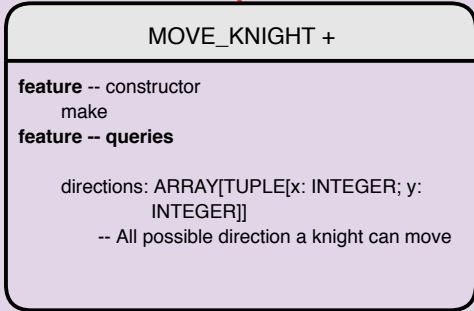 MOVE_KNIGHT +
feature -- constructor
make
feature -- queries
directions: ARRAY[TUPLE[x: INTEGER; y:
INTEGER]]
-- All possible direction a knight can move